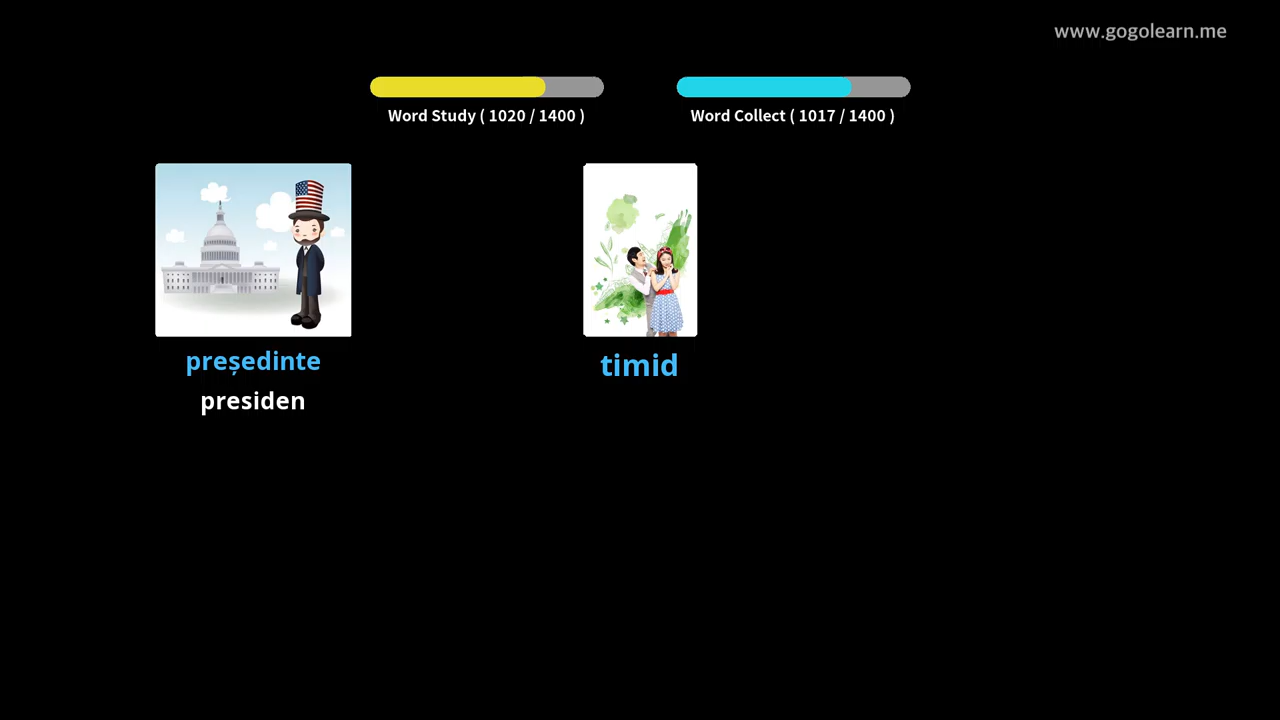 www.gogolearn.me
Word Study ( 1020 / 1400 )
Word Collect ( 1017 / 1400 )
președinte
presiden
timid